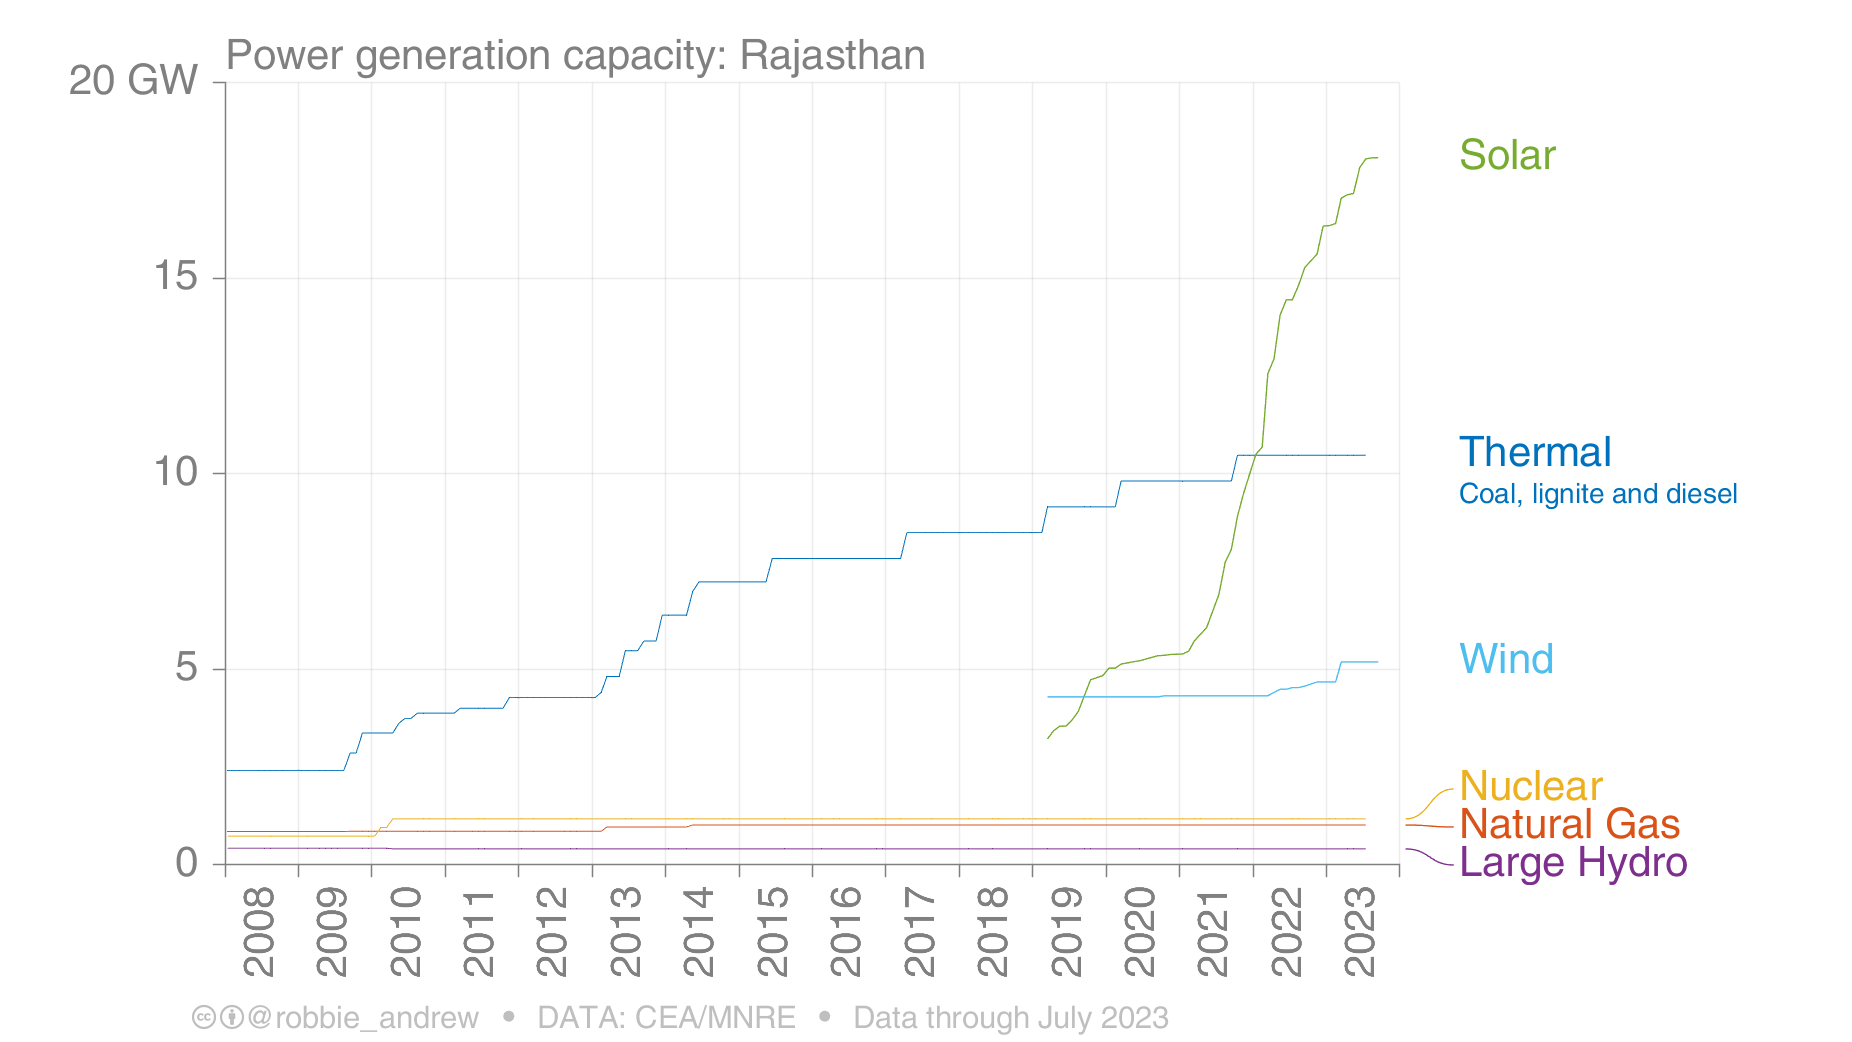 Power generation capacity: Rajasthan
20 GW
15
10
5
0
Solar
Thermal
Coal, lignite and diesel
Wind
Nuclear
Natural Gas
Large Hydro
2008 2009 2010 2011 2012 2013 2014 2015 2016 2017 2018 2019 2020 2021 2022 2023
cc @robbie_andrew • DATA: CEA/MNRE • Data through July 2023